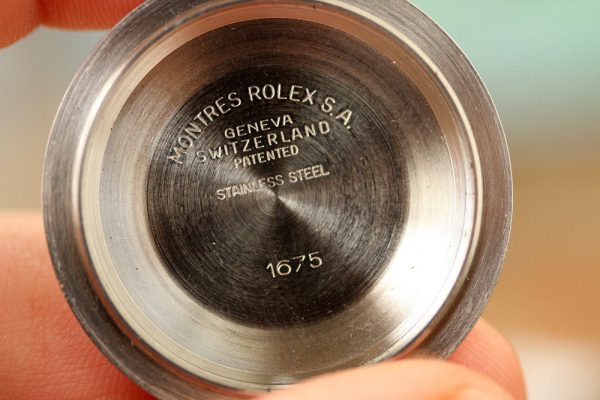 MONTRES ROLEX S.A.
GENEVA
SWITZERLAND
PATENTED
STAINLESS STEEL
1675